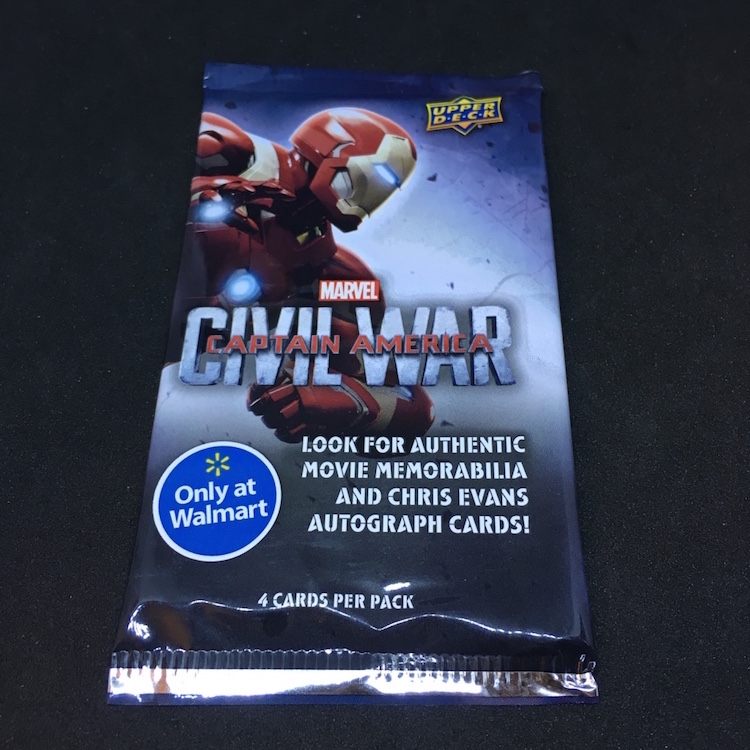 UPPER
D·E·C·K
MARVEL
CIVIL WAR
CAPTAIN AMERICA
LOOK FOR AUTHENTIC
MOVIE MEMORABILIA
AND CHRIS EVANS
AUTOGRAPH CARDS!
Only at
Walmart
4 CARDS PER PACK